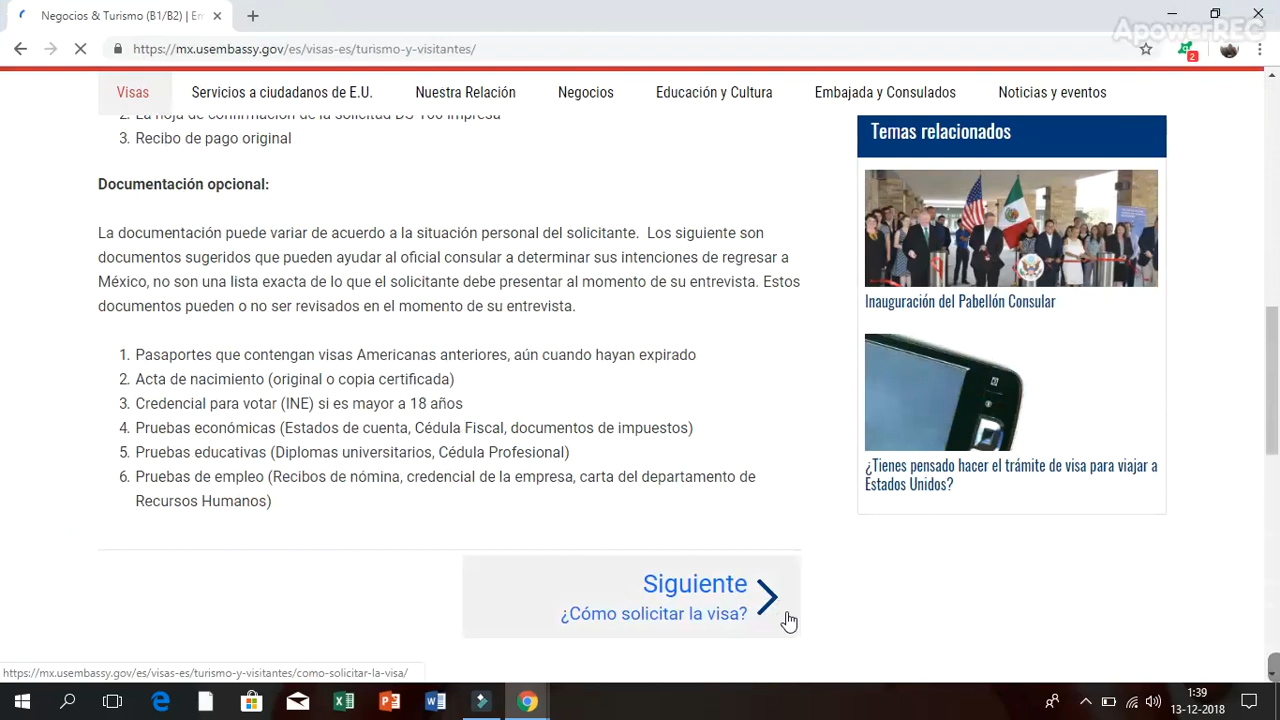 Negocios & Turismo (B1/B2) | Em
ApowerREC
https://mx.usembassy.gov/es/visas-es/turismo-y-visitantes/
2
Visas
Servicios a ciudadanos de E.U.
Nuestra Relación
Negocios
Educación y Cultura
Embajada y Consulados
Noticias y eventos
2. La hoja de confirmación de la solicitud DS-160 impresa
3. Recibo de pago original
Documentación opcional:
La documentación puede variar de acuerdo a la situación personal del solicitante.  Los siguiente son
documentos sugeridos que pueden ayudar al oficial consular a determinar sus intenciones de regresar a
México, no son una lista exacta de lo que el solicitante debe presentar al momento de su entrevista. Estos
documentos pueden o no ser revisados en el momento de su entrevista.
1. Pasaportes que contengan visas Americanas anteriores, aún cuando hayan expirado
2. Acta de nacimiento (original o copia certificada)
3. Credencial para votar (INE) si es mayor a 18 años
4. Pruebas económicas (Estados de cuenta, Cédula Fiscal, documentos de impuestos)
5. Pruebas educativas (Diplomas universitarios, Cédula Profesional)
6. Pruebas de empleo (Recibos de nómina, credencial de la empresa, carta del departamento de
Recursos Humanos)
Siguiente
¿Cómo solicitar la visa?
Temas relacionados
Inauguración del Pabellón Consular
¿Tienes pensado hacer el trámite de visa para viajar a
Estados Unidos?
https://mx.usembassy.gov/es/visas-es/turismo-y-visitantes/como-solicitar-la-visa/
1:39
13-12-2018